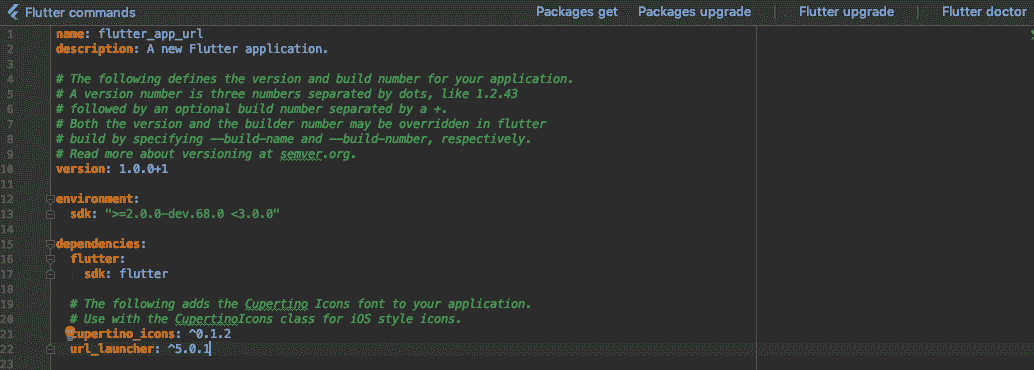 Flutter commands Packages get Packages upgrade Flutter upgrade Flutter doctor
1 name: flutter_app_url
2 description: A new Flutter application.
3
4 # The following defines the version and build number for your application.
5 # A version number is three numbers separated by dots, like 1.2.43
6 # followed by an optional build number separated by a +.
7 # Both the version and the builder number may be overridden in flutter
8 # build by specifying --build-name and --build-number, respectively.
9 # Read more about versioning at semver.org.
10 version: 1.0.0+1
11
12 environment:
13   sdk: ">=2.0.0-dev.68.0 <3.0.0"
14
15 dependencies:
16   flutter:
17     sdk: flutter
18
19   # The following adds the Cupertino Icons font to your application.
20   # Use with the CupertinoIcons class for iOS style icons.
21   cupertino_icons: ^0.1.2
22   url_launcher: ^5.0.1
23